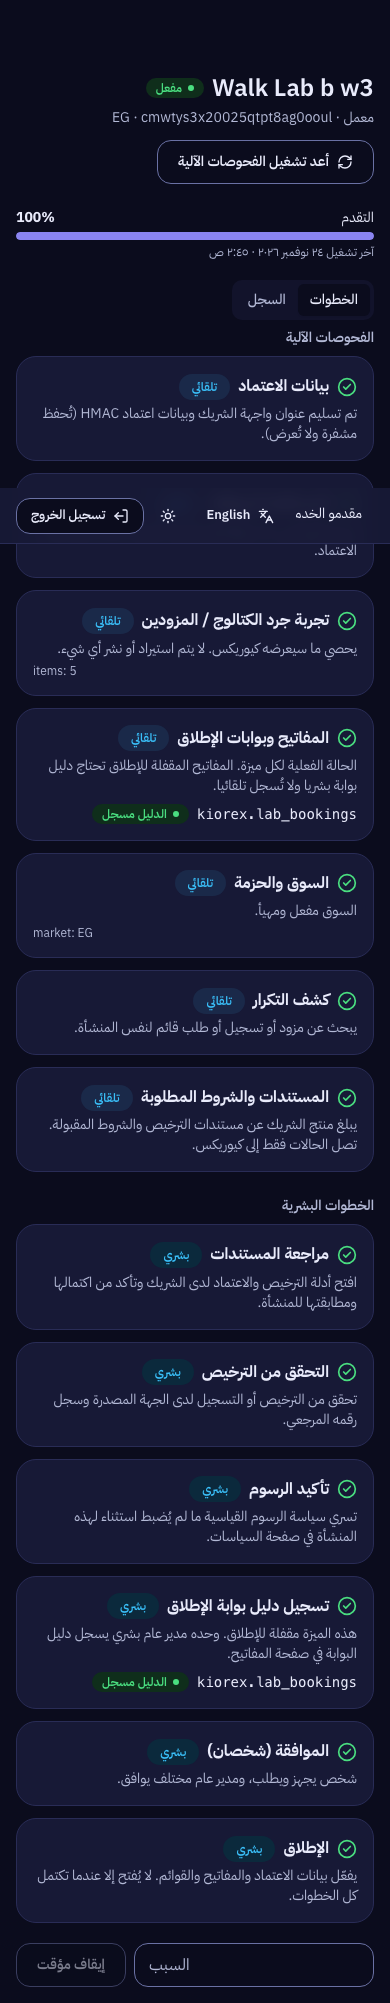 Walk Lab b w3 مفعل
معمل · EG · cmwtys3x20025qtpt8ag0ooul
أعد تشغيل الفحوصات الآلية
التقدم 100%
آخر تشغيل ٢٤ نوفمبر ٢٠٢٦ · ٢:٤٥ ص
الخطوات السجل
الفحوصات الآلية
بيانات الاعتماد تلقائي
تم تسليم عنوان واجهة الشريك وبيانات اعتماد HMAC (تُحفظ
مشفرة ولا تُعرض).
مقدمو الخده English تسجيل الخروج
الاعتماد.
تجربة جرد الكتالوج / المزودين تلقائي
يحصي ما سيعرضه كيوريكس. لا يتم استيراد أو نشر أي شيء.
items: 5
المفاتيح وبوابات الإطلاق تلقائي
الحالة الفعلية لكل ميزة. المفاتيح المقفلة للإطلاق تحتاج دليل
بوابة بشريا ولا تُسجل تلقائيا.
kiorex.lab_bookings الدليل مسجل
السوق والحزمة تلقائي
السوق مفعل ومهيأ.
market: EG
كشف التكرار تلقائي
يبحث عن مزود أو تسجيل أو طلب قائم لنفس المنشأة.
المستندات والشروط المطلوبة تلقائي
يبلغ منتج الشريك عن مستندات الترخيص والشروط المقبولة.
تصل الحالات فقط إلى كيوريكس.
الخطوات البشرية
مراجعة المستندات بشري
افتح أدلة الترخيص والاعتماد لدى الشريك وتأكد من اكتمالها
ومطابقتها للمنشأة.
التحقق من الترخيص بشري
تحقق من الترخيص أو التسجيل لدى الجهة المصدرة وسجل
رقمه المرجعي.
تأكيد الرسوم بشري
تسري سياسة الرسوم القياسية ما لم يُضبط استثناء لهذه
المنشأة في صفحة السياسات.
تسجيل دليل بوابة الإطلاق بشري
هذه الميزة مقفلة للإطلاق. وحده مدير عام بشري يسجل دليل
البوابة في صفحة المفاتيح.
kiorex.lab_bookings الدليل مسجل
الموافقة (شخصان) بشري
شخص يجهز ويطلب، ومدير عام مختلف يوافق.
الإطلاق بشري
يفعّل بيانات الاعتماد والمفاتيح والقوائم. لا يُفتح إلا عندما تكتمل
كل الخطوات.
السبب إيقاف مؤقت